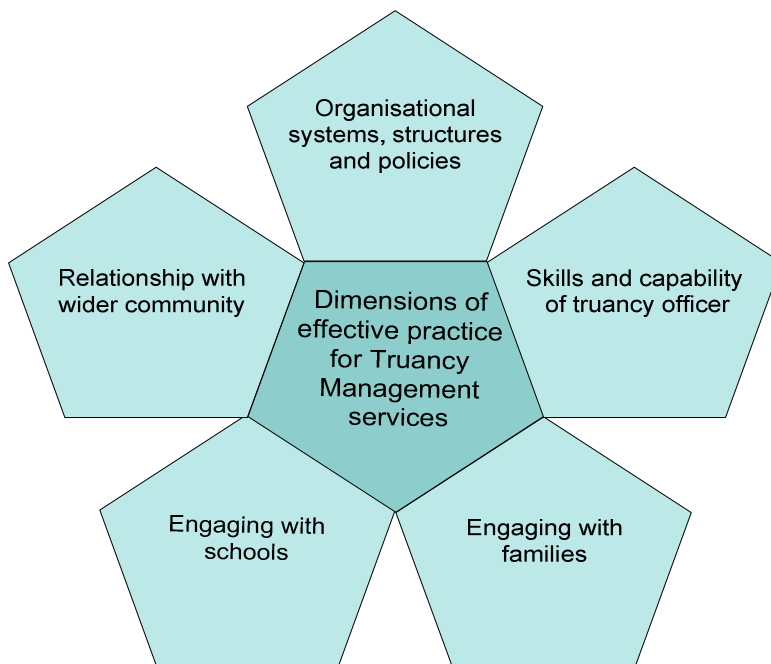 Organisational
systems, structures
and policies
Relationship with
wider community
Skills and capability
of truancy officer
Dimensions of
effective practice
for Truancy
Management
services
Engaging with
schools
Engaging with
families